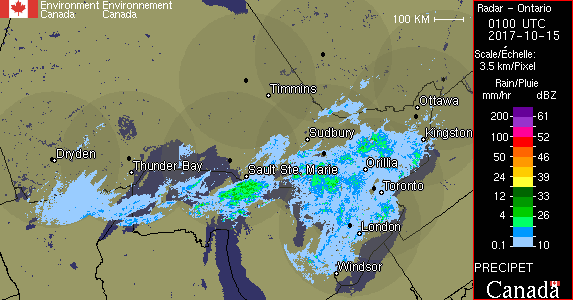 Environment Environnement
Canada Canada
100 KM
Timmins
Ottawa
Sudbury
Kingston
Dryden
Thunder Bay
Sault Ste. Marie
Orillia
Toronto
London
Windsor
Radar - Ontario
0100 UTC
2017-10-15
Scale/Échelle:
3.5 km/Pixel
Rain/Pluie
mm/hr dBZ
200 61
100 52
50 46
24 39
12 33
4 26
1 20
0.1 10
PRECIPET
Canada